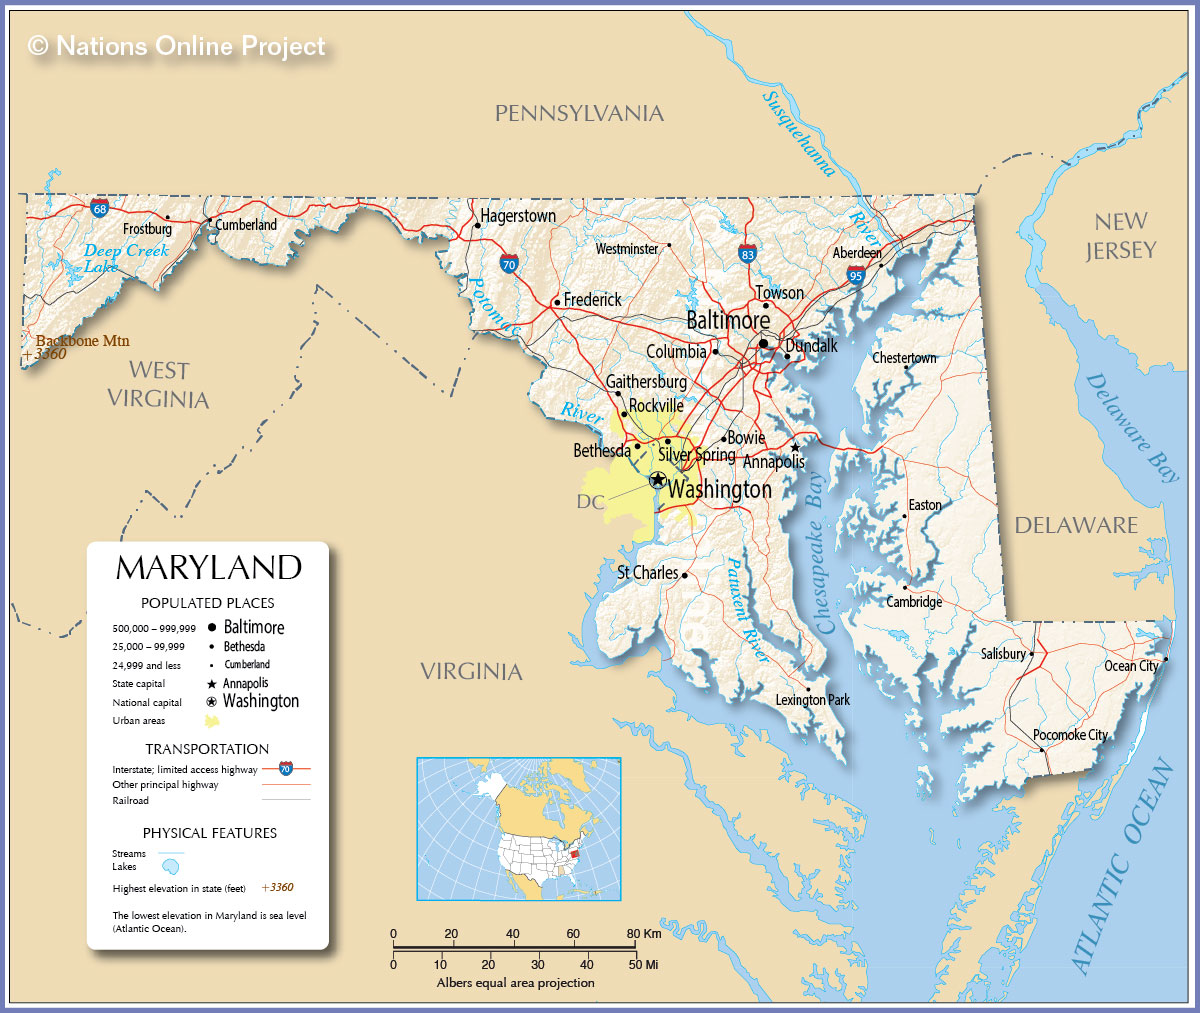 © Nations Online Project
PENNSYLVANIA
Susquehanna
River
NEW
JERSEY
68
Frostburg
Cumberland
Deep Creek
Lake
Hagerstown
70
Westminster
83
Aberdeen
95
Potomac
River
Frederick
Towson
Baltimore
Backbone Mtn
+3360
Columbia
Dundalk
Chestertown
WEST
VIRGINIA
Gaithersburg
Rockville
Delaware Bay
Bethesda
Silver Spring
Bowie
Annapolis
DC
Washington
Chesapeake Bay
Easton
DELAWARE
St Charles
Patuxent River
Cambridge
VIRGINIA
Salisbury
Ocean City
Lexington Park
Pocomoke City
ATLANTIC OCEAN
MARYLAND
POPULATED PLACES
500,000 – 999,999 Baltimore
25,000 – 99,999 Bethesda
24,999 and less Cumberland
State capital Annapolis
National capital Washington
Urban areas
TRANSPORTATION
Interstate; limited access highway 70
Other principal highway
Railroad
PHYSICAL FEATURES
Streams
Lakes
Highest elevation in state (feet) +3360
The lowest elevation in Maryland is sea level
(Atlantic Ocean).
0 20 40 60 80 Km
0 10 20 30 40 50 Mi
Albers equal area projection